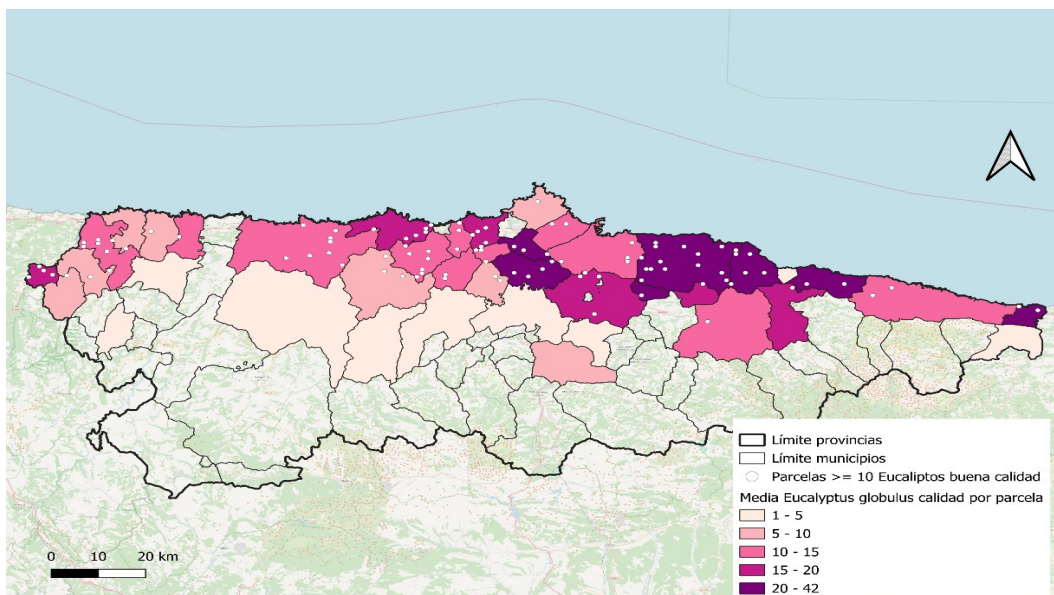 Límite provincias
Límite municipios
Parcelas >= 10 Eucaliptos buena calidad
Media Eucalyptus globulus calidad por parcela
1 - 5
5 - 10
10 - 15
15 - 20
20 - 42
0 10 20 km